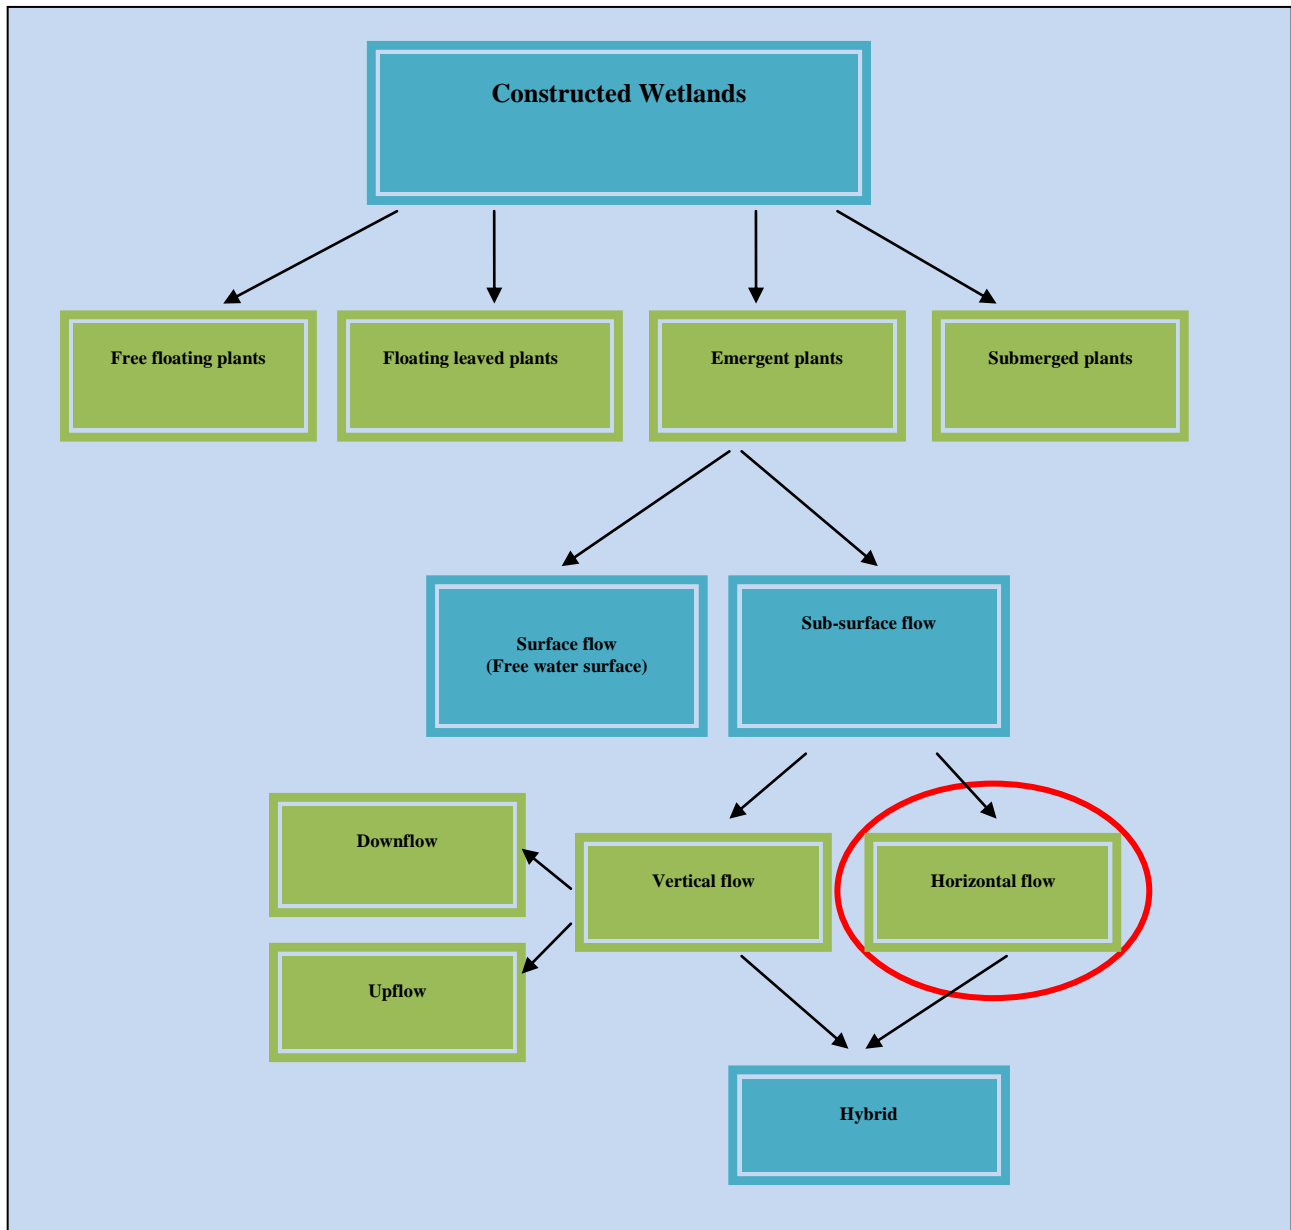 Constructed Wetlands
Free floating plants
Floating leaved plants
Emergent plants
Submerged plants
Surface flow
(Free water surface)
Sub-surface flow
Downflow
Vertical flow
Horizontal flow
Upflow
Hybrid